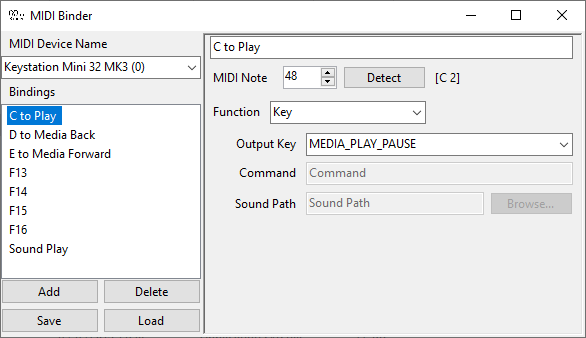 MIDI Binder
MIDI Device Name
Keystation Mini 32 MK3 (0)
Bindings
C to Play
D to Media Back
E to Media Forward
F13
F14
F15
F16
Sound Play
Add
Delete
Save
Load
C to Play
MIDI Note
48
Detect
[C 2]
Function
Key
Output Key
MEDIA_PLAY_PAUSE
Command
Command
Sound Path
Sound Path
Browse...